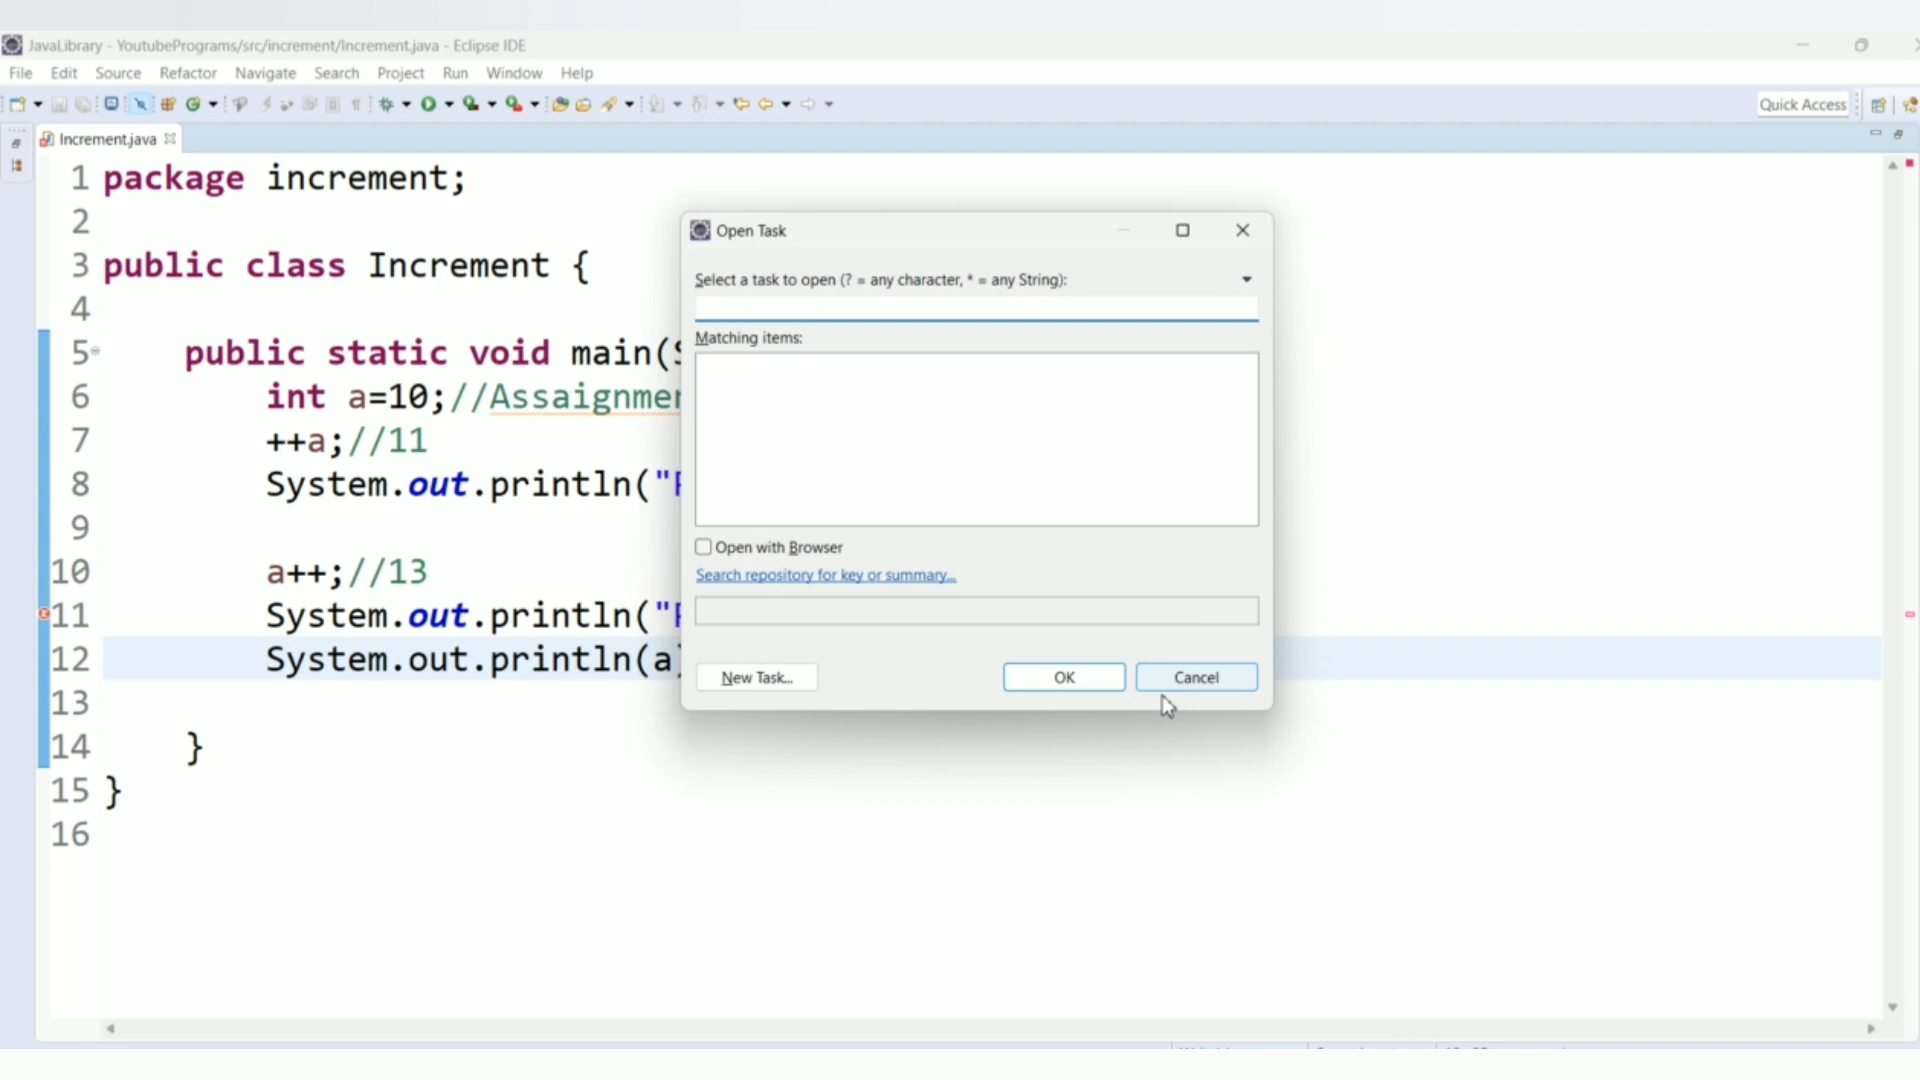 JavaLibrary - YoutubePrograms/src/increment/Increment.java - Eclipse IDE
File Edit Source Refactor Navigate Search Project Run Window Help
Quick Access
Increment.java
1 package increment;
2
3 public class Increment {
4
5 public static void main(
6 int a=10;//Assaignmen
7 ++a;//11
8 System.out.println("
9
10 a++;//13
11 System.out.println("
12 System.out.println(a)
13
14 }
15 }
16
Open Task
Select a task to open (? = any character, * = any String):
Matching items:
Open with Browser
Search repository for key or summary...
New Task... OK Cancel